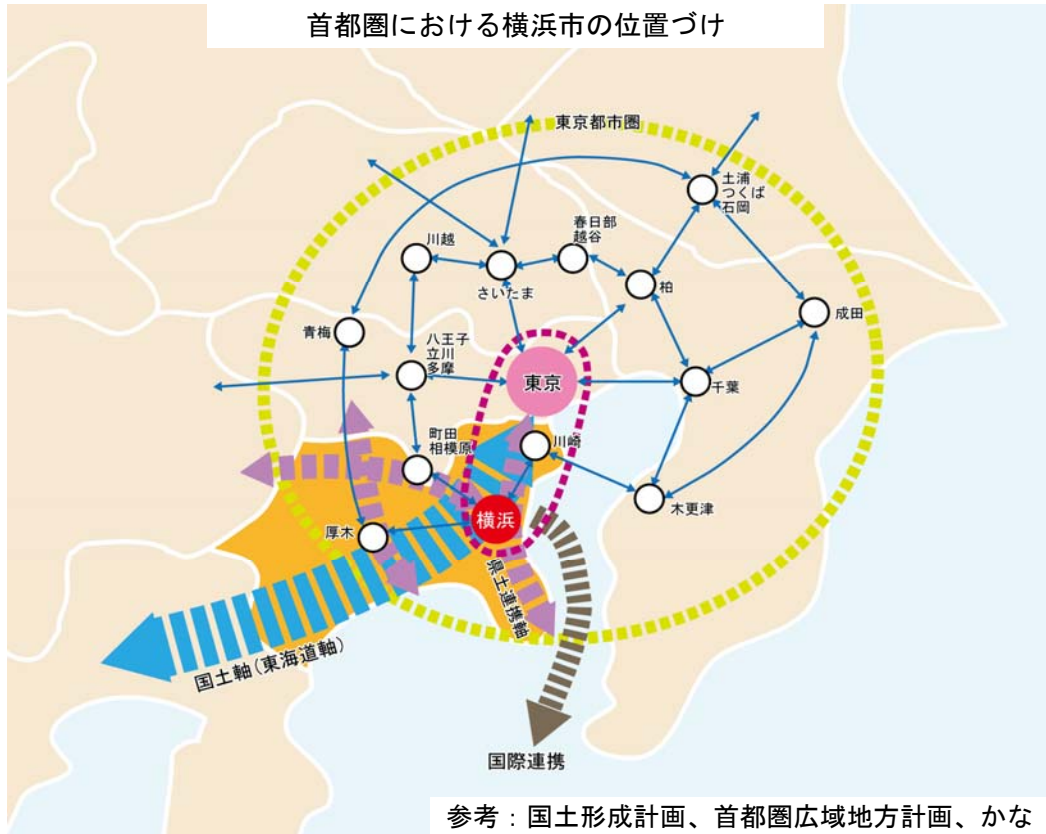 首都圏における横浜市の位置づけ
東京都市圏
土浦
つくば
石岡
春日部
越谷
川越
さいたま
柏
成田
青梅
八王子
立川
多摩
東京
千葉
町田
相模原
川崎
木更津
横浜
厚木
県土連携軸
国土軸(東海道軸)
国際連携
参考：国土形成計画、首都圏広域地方計画、かな